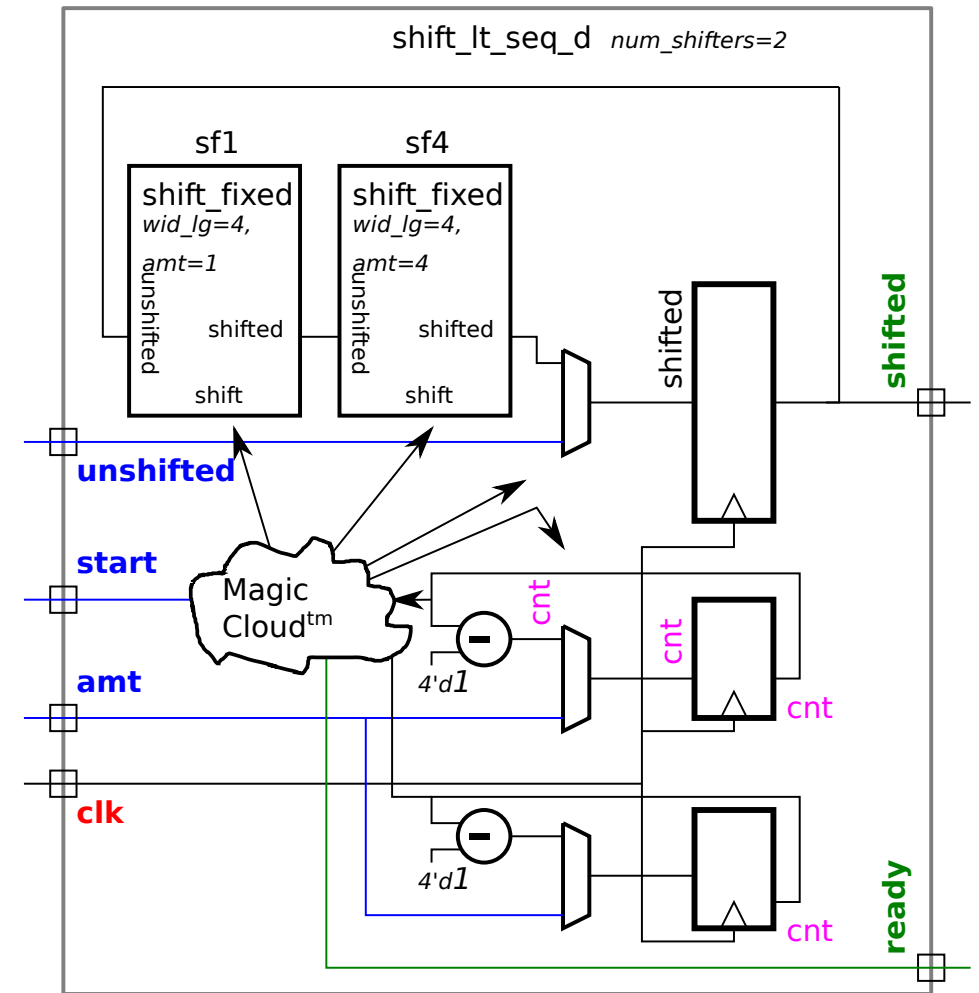 shift_lt_seq_d num_shifters=2
sf1
sf4
shift_fixed
wid_lg=4,
amt=1
unshifted
shifted
shift
shift_fixed
wid_lg=4,
amt=4
unshifted
shifted
shift
shifted
shifted
unshifted
start
Magic
Cloudtm
cnt
cnt
4'd1
amt
cnt
clk
4'd1
ready
cnt